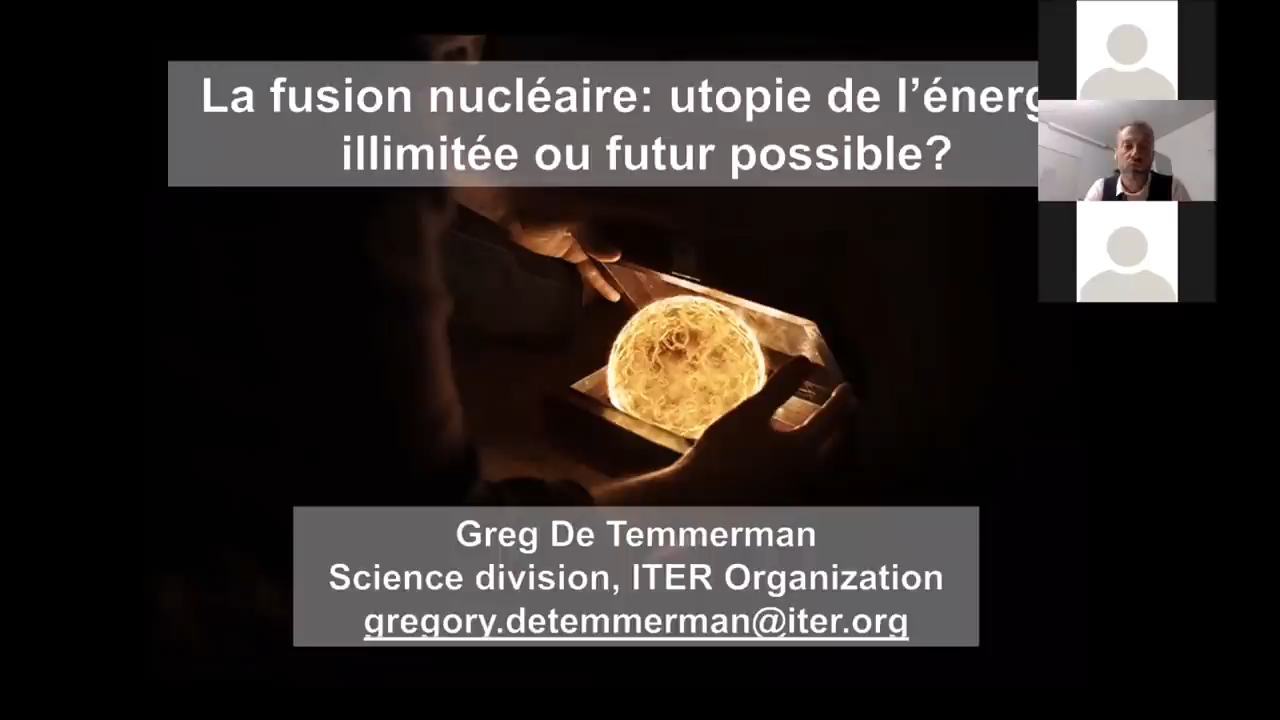 La fusion nucléaire: utopie de l’énerg
illimitée ou futur possible?
Greg De Temmerman
Science division, ITER Organization
gregory.detemmerman@iter.org